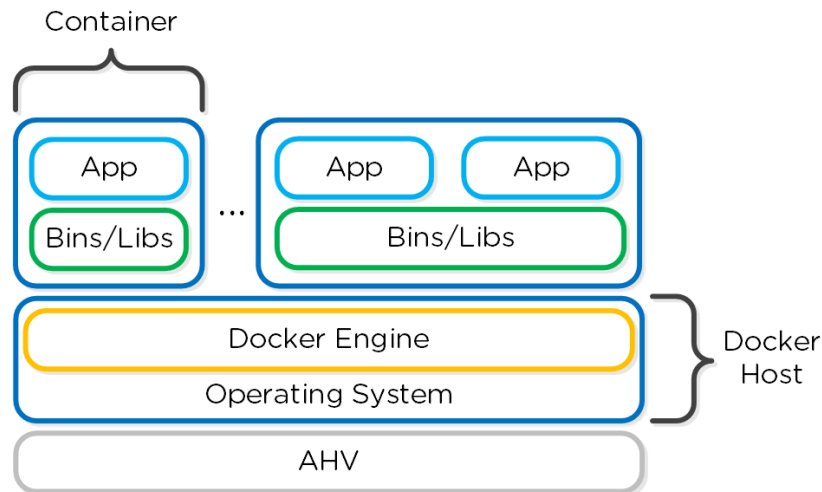 Container
App
App
App
...
Bins/Libs
Bins/Libs
Docker Engine
Operating System
Docker
Host
AHV